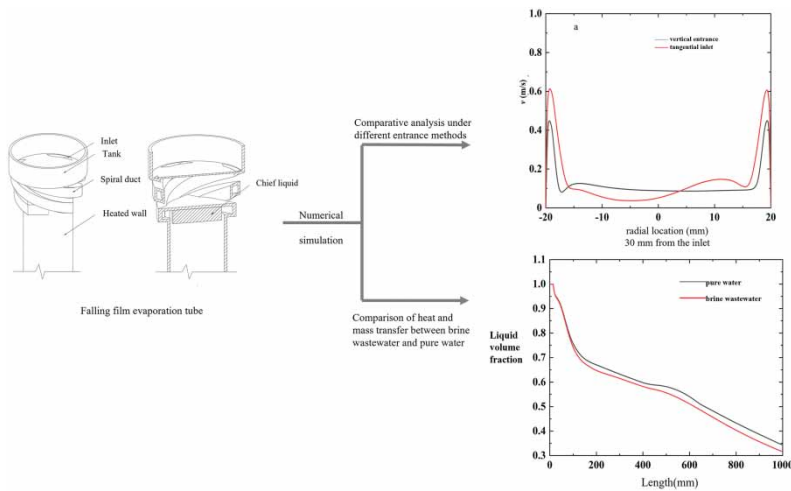 Inlet
Tank
Spiral duct
Heated wall
Chief liquid
Falling film evaporation tube
Numerical
simulation
Comparative analysis under
different entrance methods
Comparison of heat and
mass transfer between brine
wastewater and pure water
a
vertical entrance
tangential inlet
v (m/s)
1
0.8
0.6
0.4
0.2
0
-20
-10
0
10
20
radial location (mm)
30 mm from the inlet
pure water
brine wastewater
Liquid
volume
fraction
1.1
1.0
0.9
0.8
0.7
0.6
0.5
0.4
0.3
0
200
400
600
800
1000
Length(mm)